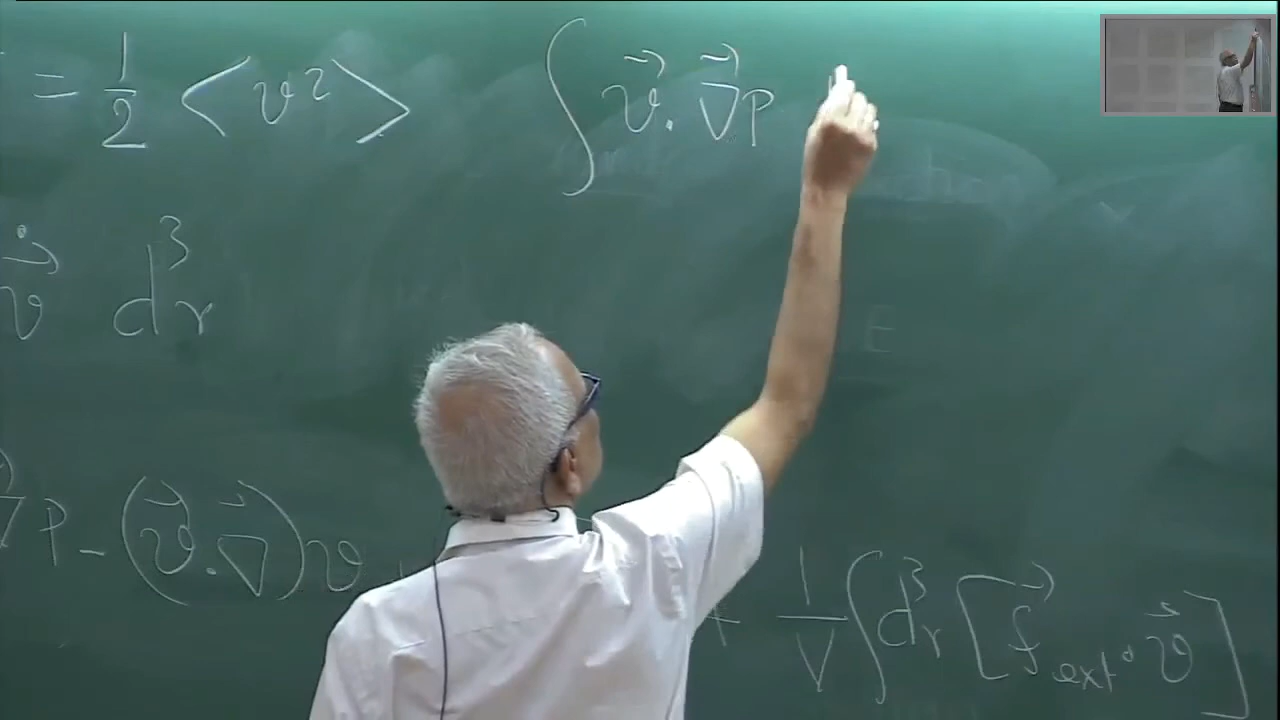 = 1/2 <v²> ∫ v⃗ . ∇⃗ p
v⃗ d³r
∇ p - (v⃗ . ∇⃗) v
+ 1/V ∫ d³r [f⃗ext . v⃗]